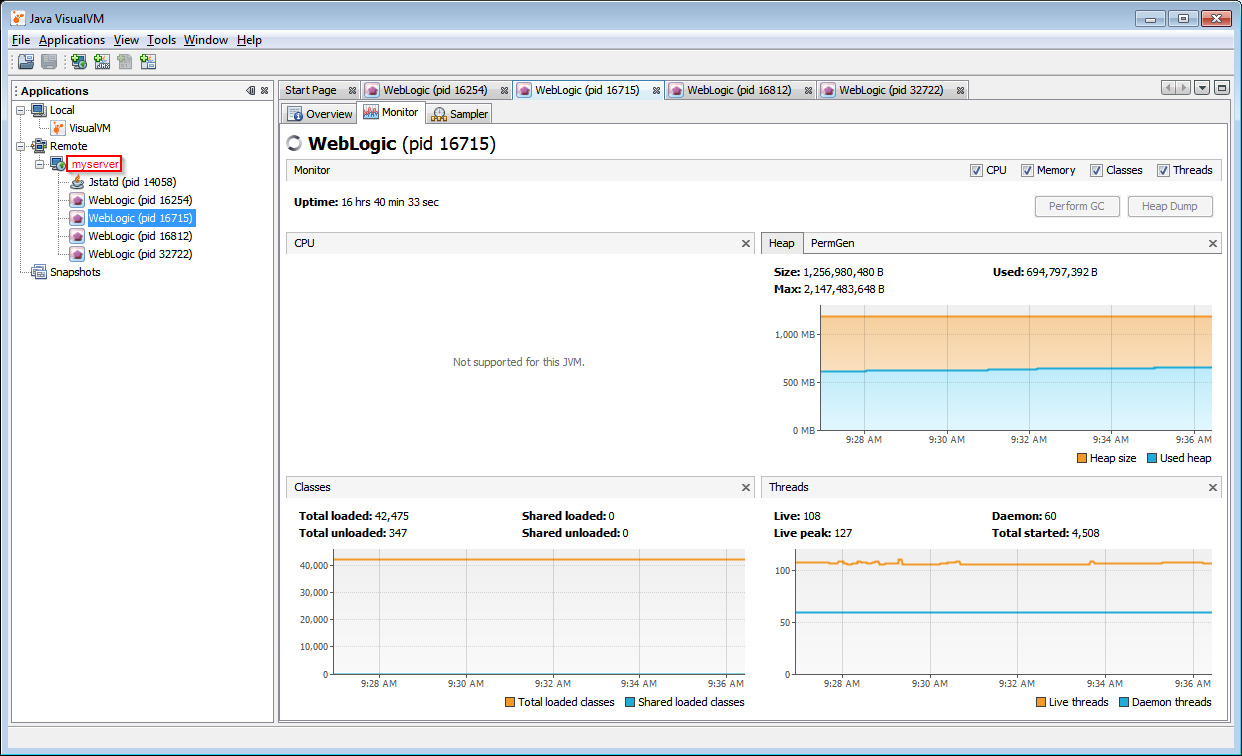 Java VisualVM
File Applications View Tools Window Help
Applications
Local
VisualVM
Remote
myserver
Jstatd (pid 14058)
WebLogic (pid 16254)
WebLogic (pid 16715)
WebLogic (pid 16812)
WebLogic (pid 32722)
Snapshots
Start Page WebLogic (pid 16254) WebLogic (pid 16715) WebLogic (pid 16812) WebLogic (pid 32722)
Overview Monitor Sampler
WebLogic (pid 16715)
Monitor CPU Memory Classes Threads
Uptime: 16 hrs 40 min 33 sec
Perform GC Heap Dump
CPU
Not supported for this JVM.
Heap PermGen
Size: 1,256,980,480 B Used: 694,797,392 B
Max: 2,147,483,648 B
1,000 MB
500 MB
0 MB
9:28 AM 9:30 AM 9:32 AM 9:34 AM 9:36 AM
Heap size Used heap
Classes
Total loaded: 42,475 Shared loaded: 0
Total unloaded: 347 Shared unloaded: 0
40,000
30,000
20,000
10,000
0
9:28 AM 9:30 AM 9:32 AM 9:34 AM 9:36 AM
Total loaded classes Shared loaded classes
Threads
Live: 108 Daemon: 60
Live peak: 127 Total started: 4,508
100
50
0
9:28 AM 9:30 AM 9:32 AM 9:34 AM 9:36 AM
Live threads Daemon threads